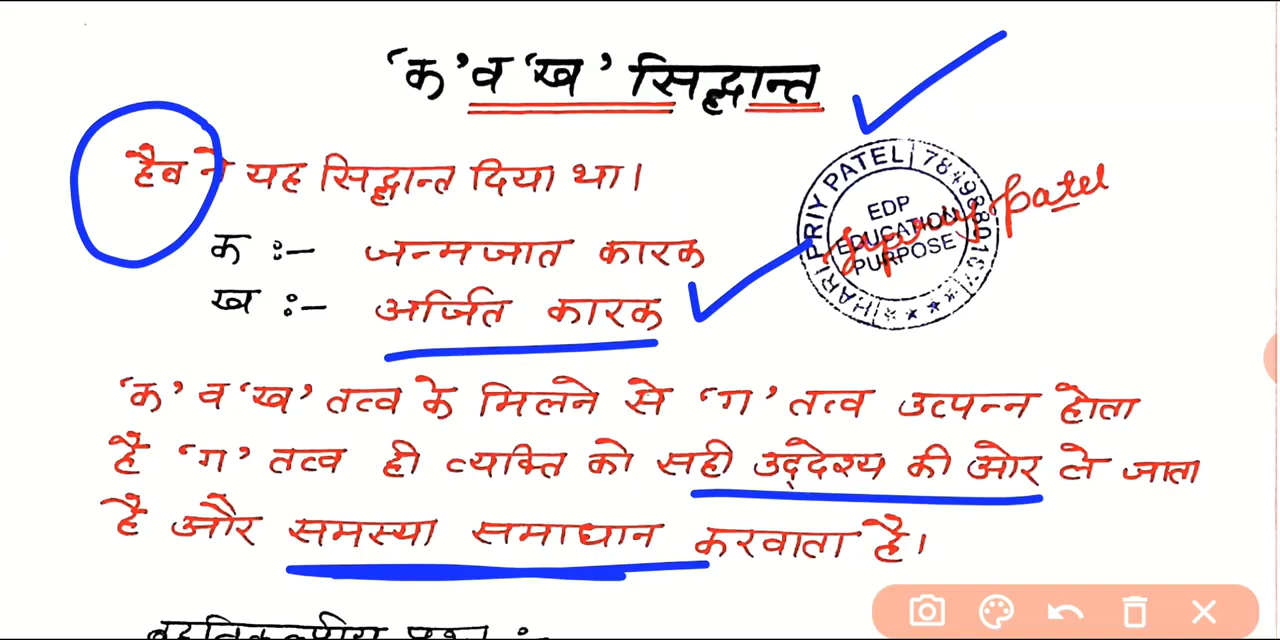 'क' व 'ख' सिद्धान्त
हैव ने यह सिद्धान्त दिया था।
क :- जन्मजात कारक
ख :- अर्जित कारक
HARI PRIY PATEL
EDP
EDUCATION
PURPOSE
Patel
'क' व 'ख' तत्व के मिलने से 'ग' तत्व उत्पन्न होता
है 'ग' तत्व ही व्यक्ति को सही उद्देश्य की ओर ले जाता
है और समस्या समाधान करवाता है।